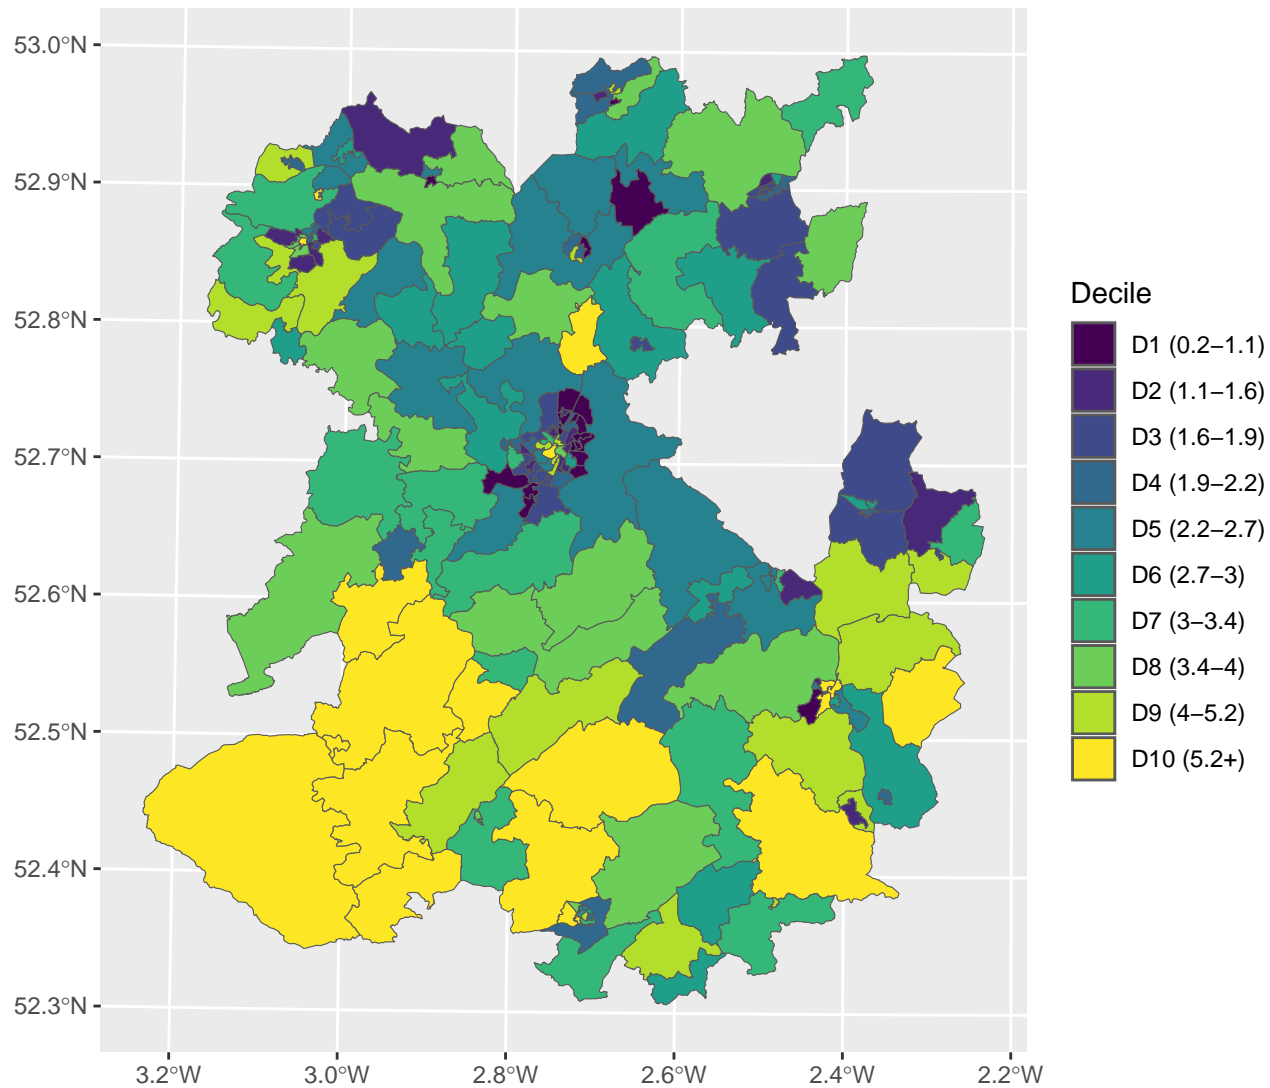 53.0°N
52.9°N
52.8°N
52.7°N
52.6°N
52.5°N
52.4°N
52.3°N
3.2°W
3.0°W
2.8°W
2.6°W
2.4°W
2.2°W
Decile
D1 (0.2–1.1)
D2 (1.1–1.6)
D3 (1.6–1.9)
D4 (1.9–2.2)
D5 (2.2–2.7)
D6 (2.7–3)
D7 (3–3.4)
D8 (3.4–4)
D9 (4–5.2)
D10 (5.2+)